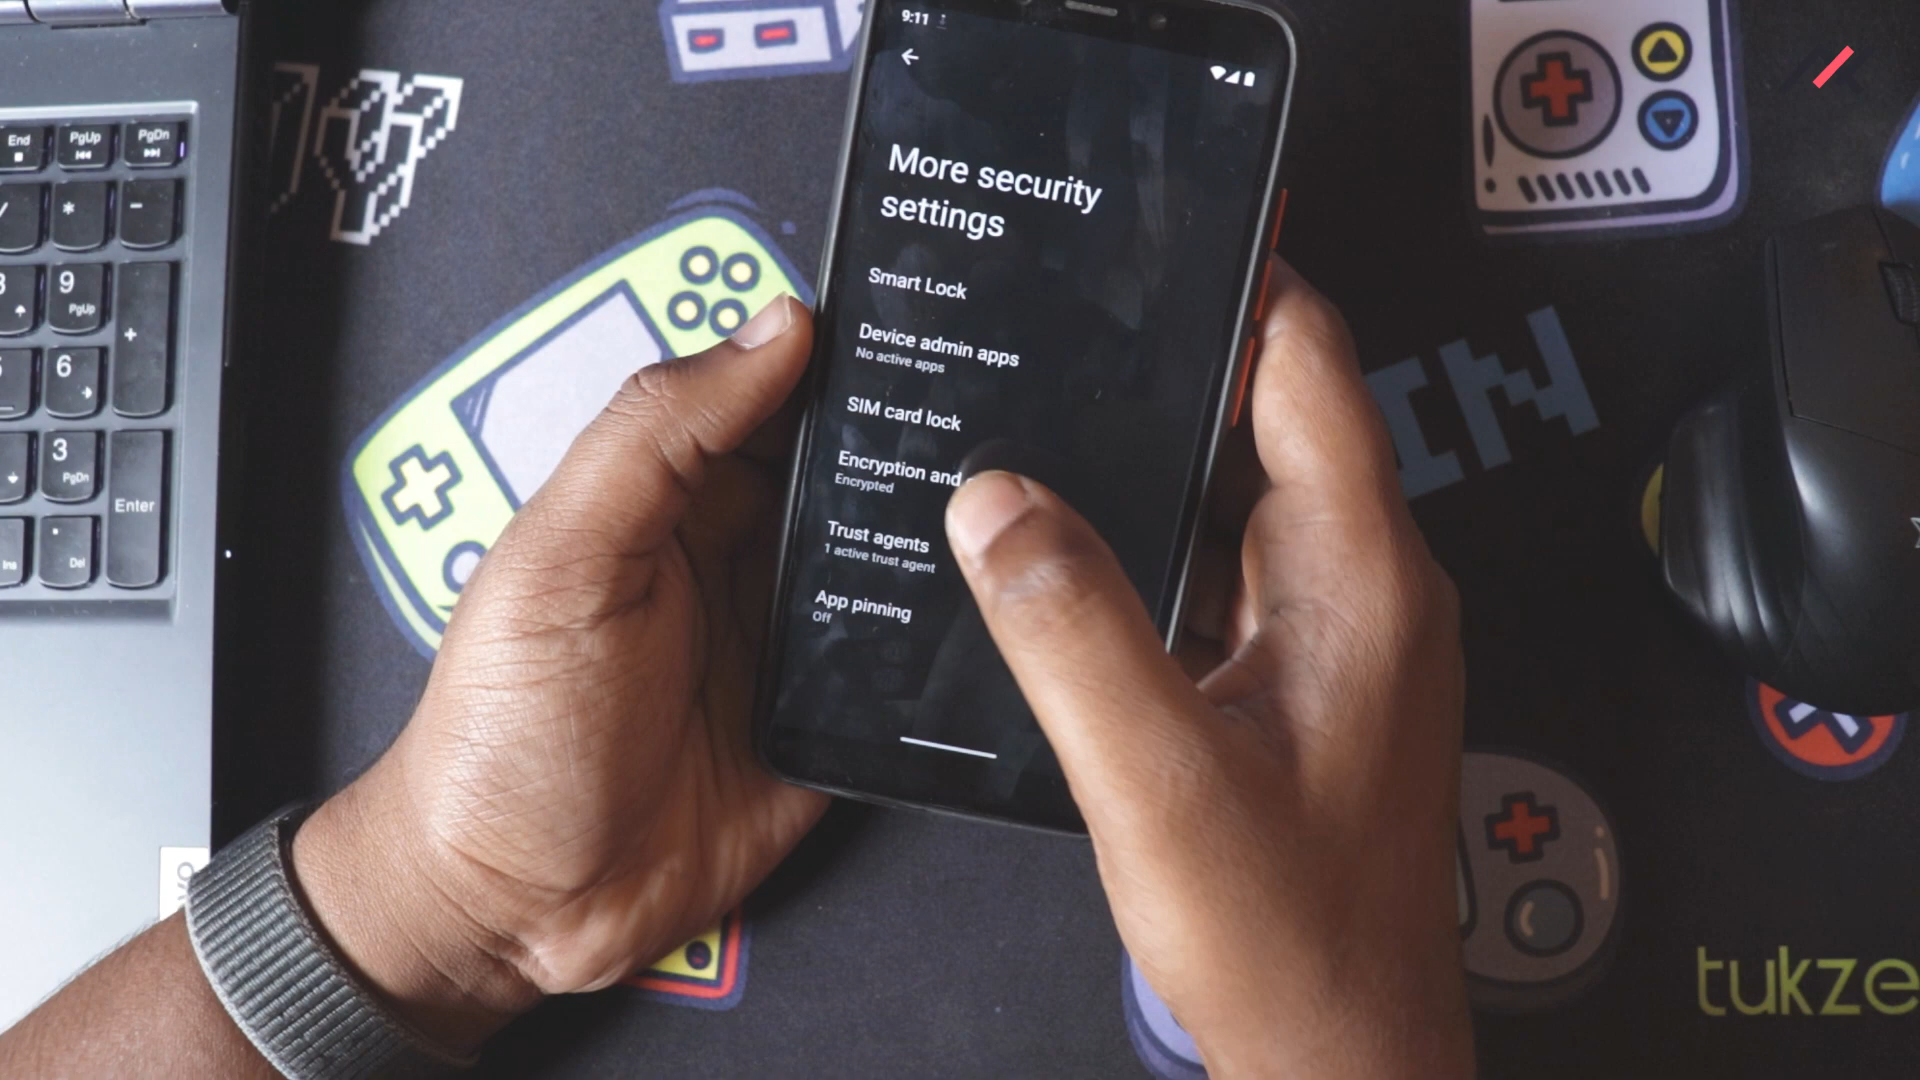 9:11
More security
settings
Smart Lock
Device admin apps
No active apps
SIM card lock
Encryption and
Encrypted
Trust agents
1 active trust agent
App pinning
Off
End
PgUp
PgDn
*
-
9
PgUp
+
6
3
PgDn
Enter
Ins
.
Del
IN
tukze